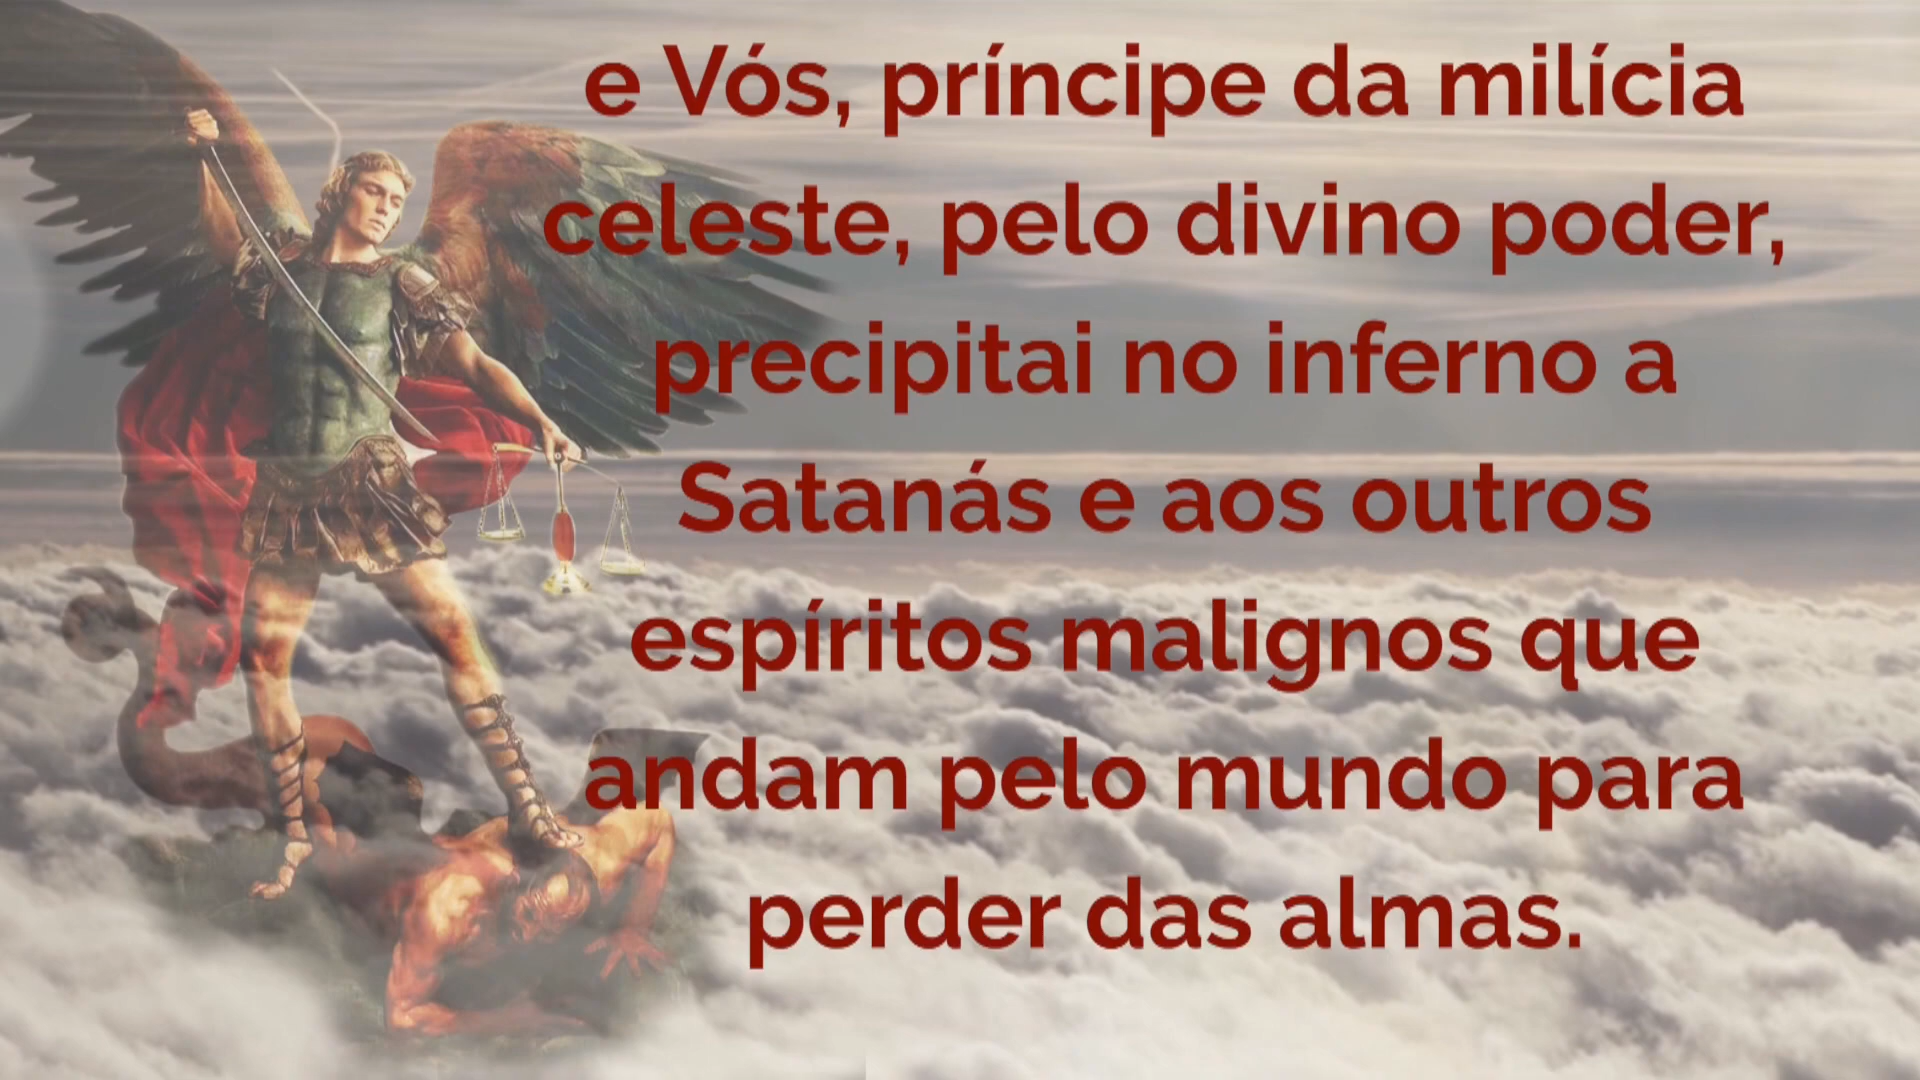 e Vós, príncipe da milícia
celeste, pelo divino poder,
precipitai no inferno a
Satanás e aos outros
espíritos malignos que
andam pelo mundo para
perder das almas.